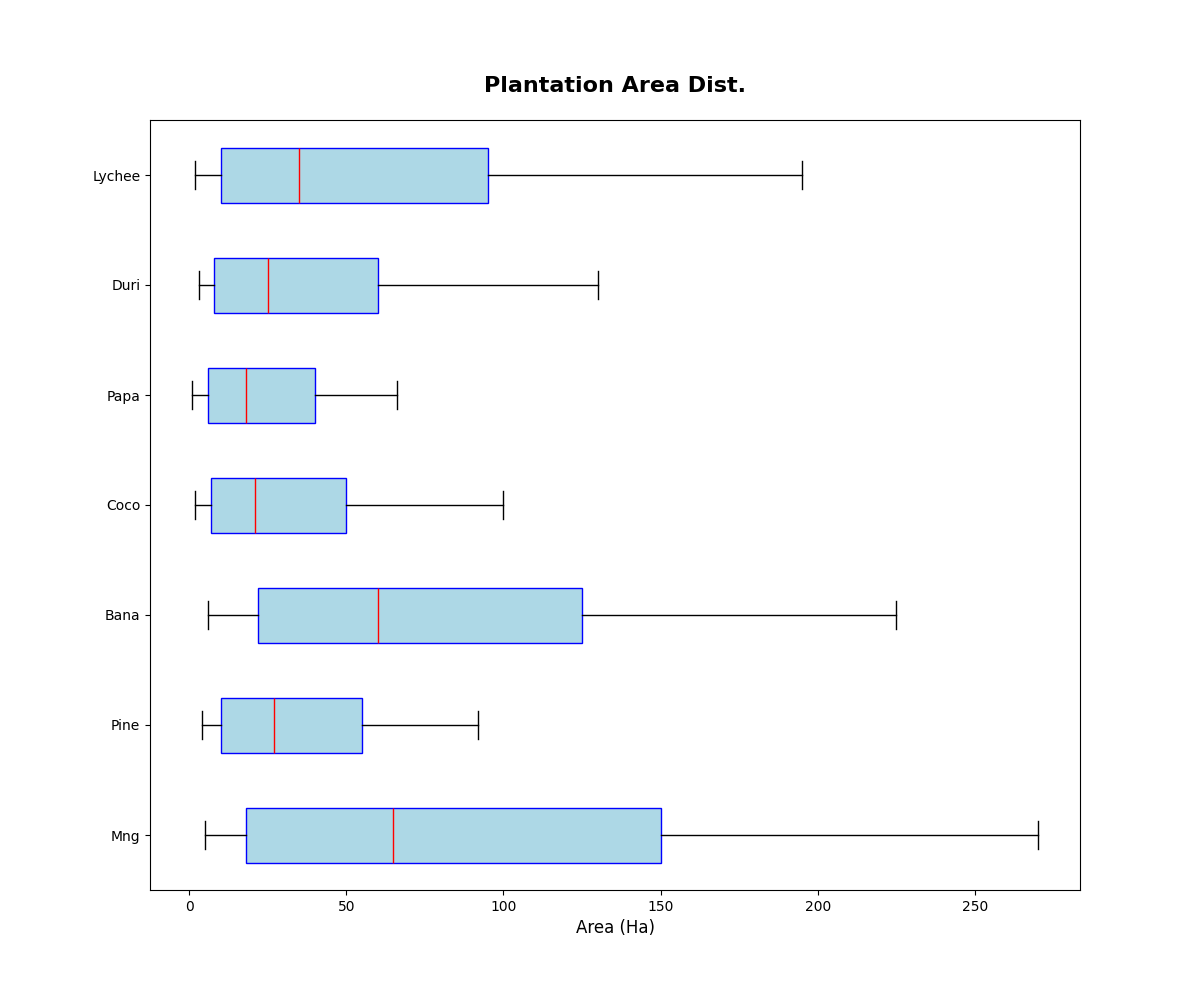 Plantation Area Dist.
Lychee
Duri
Papa
Coco
Bana
Pine
Mng
0 50 100 150 200 250
Area (Ha)